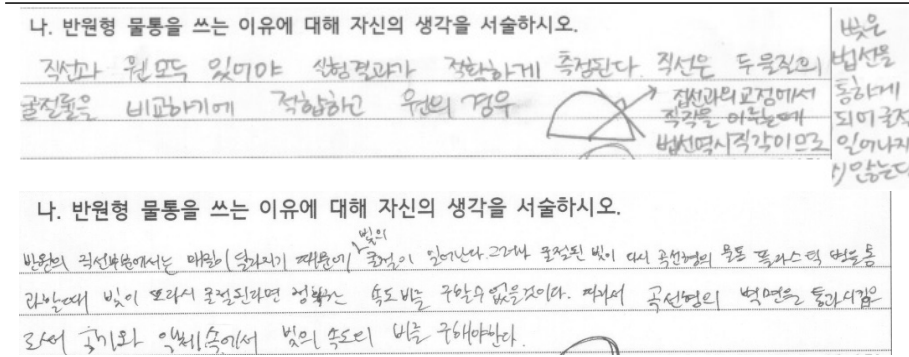 나. 반원형 물통을 쓰는 이유에 대해 자신의 생각을 서술하시오.
직선과 원 모두 있어야 실험결과가 정확하게 측정된다. 직선은 두 물질의
굴절률을 비교하기에 적합하고 원의 경우
접선과의 교점에서
직각을 이루는데
법선역시 직각이므로
빛은
법선을
통하게
되어 굴절
일어나지
않는다
나. 반원형 물통을 쓰는 이유에 대해 자신의 생각을 서술하시오.
반원의 직선부분에서는 매질이 달라지기 때문에 빛의 굴절이 일어난다. 그러나 굴절된 빛이 다시 곡선형의 물통 플라스틱 벽을 통
과할때 빛이 또다시 굴절된다면 정확한 속도 비를 구할수 없을것이다. 따라서 곡선형의 벽면을 통과시킴으
로서 공기와 액체속에서 빛의 속도의 비를 구해야한다.